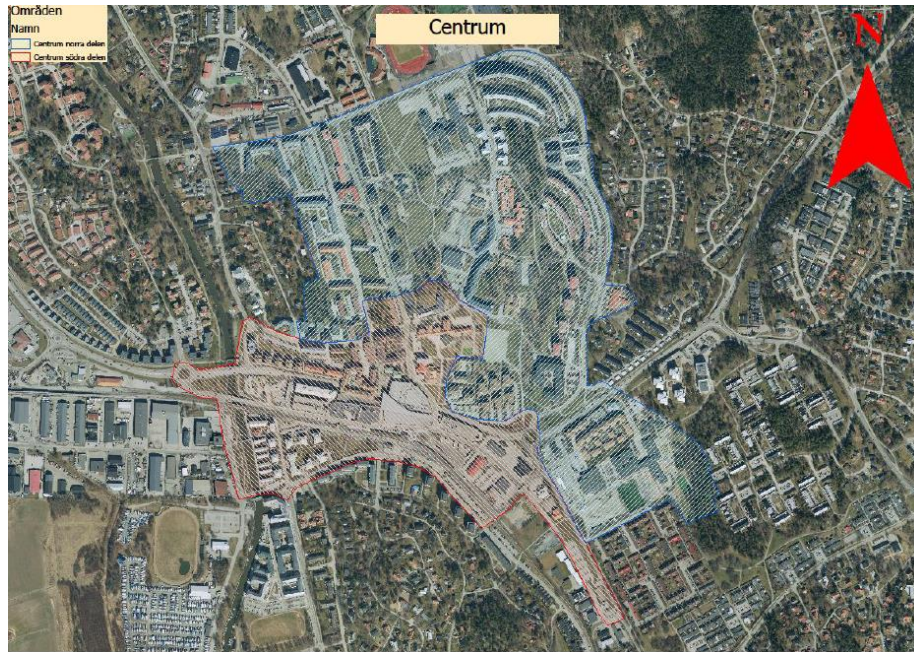 Områden
Namn
Centrum norra delen
Centrum södra delen
Centrum
N